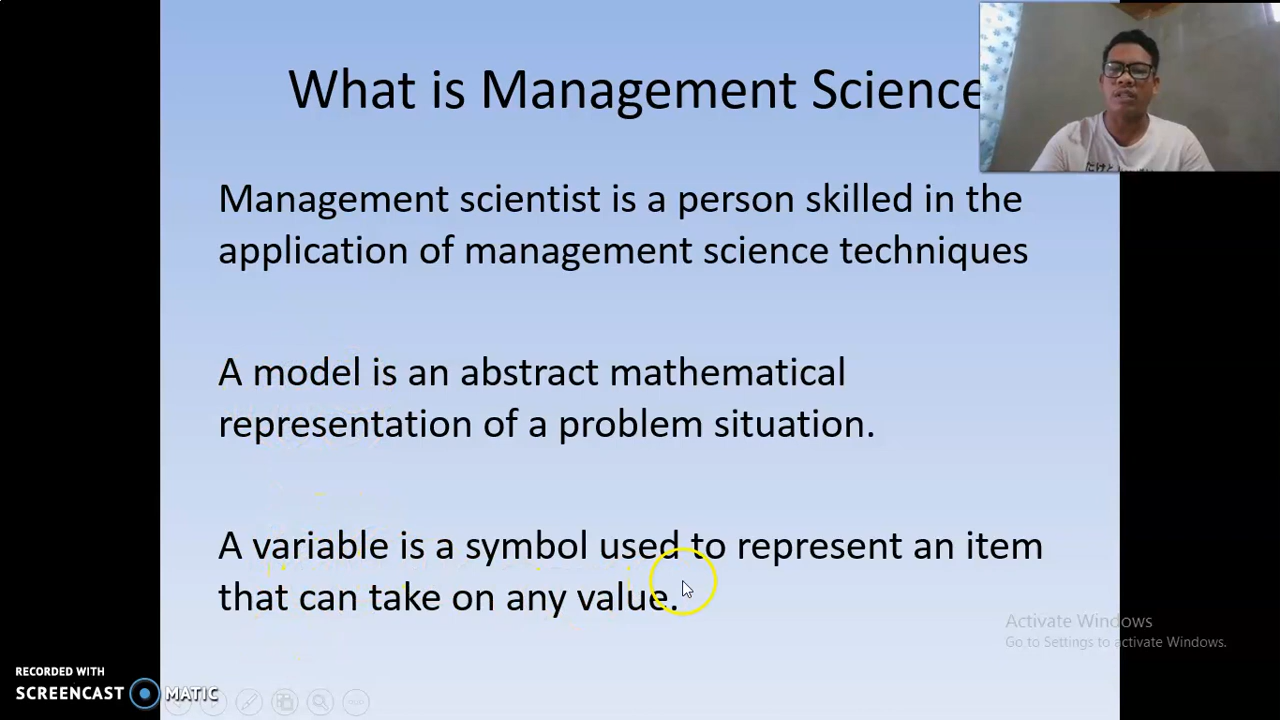 What is Management Science
Management scientist is a person skilled in the
application of management science techniques
A model is an abstract mathematical
representation of a problem situation.
A variable is a symbol used to represent an item
that can take on any value.
Activate Windows
Go to Settings to activate Windows.
RECORDED WITH
SCREENCAST MATIC